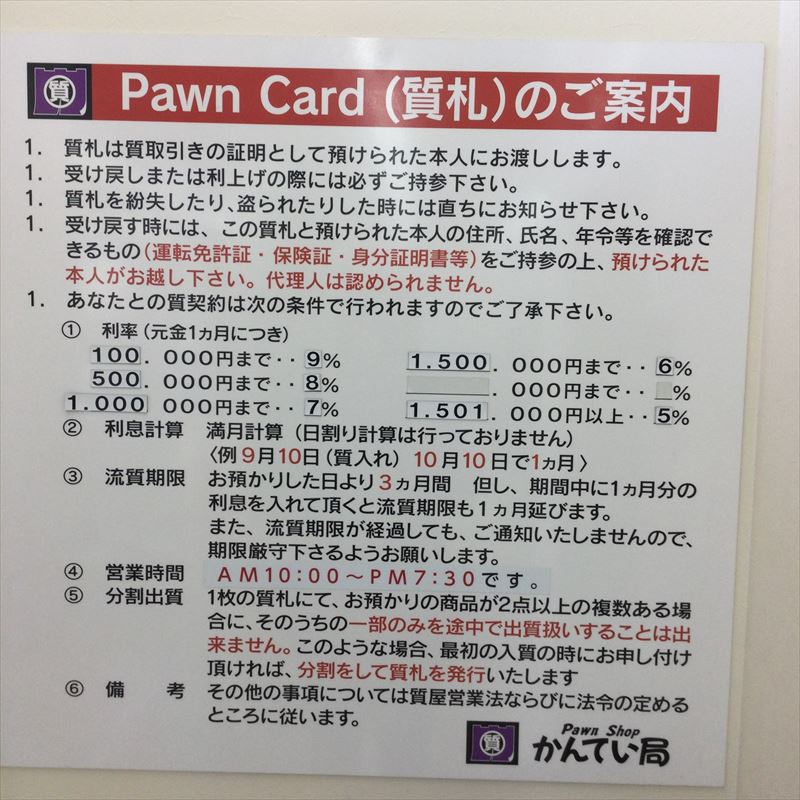 質 Pawn Card (質札)のご案内
1. 質札は質取引きの証明として預けられた本人にお渡しします。
1. 受け戻しまたは利上げの際には必ずご持参下さい。
1. 質札を紛失したり、盗られたりした時には直ちにお知らせ下さい。
1. 受け戻す時には、この質札と預けられた本人の住所、氏名、年令等を確認で
きるもの(運転免許証・保険証・身分証明書等)をご持参の上、預けられた
本人がお越し下さい。代理人は認められません。
1. あなたとの質契約は次の条件で行われますのでご了承下さい。
① 利率(元金1ヵ月につき)
100.000円まで‥9% 1.500.000円まで‥6%
500.000円まで‥8% .000円まで‥ %
1.000 000円まで‥7% 1.501.000円以上‥5%
② 利息計算 満月計算(日割り計算は行っておりません)
〈例9月10日(質入れ) 10月10日で1ヵ月〉
③ 流質期限 お預かりした日より3ヵ月間 但し、期間中に1ヵ月分の
利息を入れて頂くと流質期限も1ヵ月延びます。
また、流質期限が経過しても、ご通知いたしませんので、
期限厳守下さるようお願いします。
④ 営業時間 AM10:00〜PM7:30です。
⑤ 分割出質 1枚の質札にて、お預かりの商品が2点以上の複数ある場
合に、そのうちの一部のみを途中で出質扱いすることは出
来ません。このような場合、最初の入質の時にお申し付け
頂ければ、分割をして質札を発行いたします
⑥ 備考 その他の事項については質屋営業法ならびに法令の定める
ところに従います。
質 Pawn Shop
かんてい局